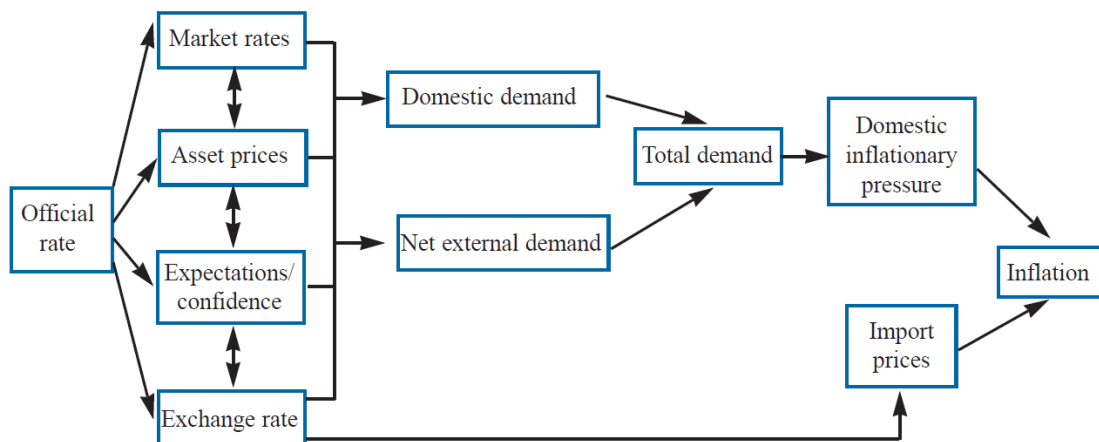 Market rates
Asset prices
Official
rate
Expectations/
confidence
Exchange rate
Domestic demand
Net external demand
Total demand
Domestic
inflationary
pressure
Import
prices
Inflation